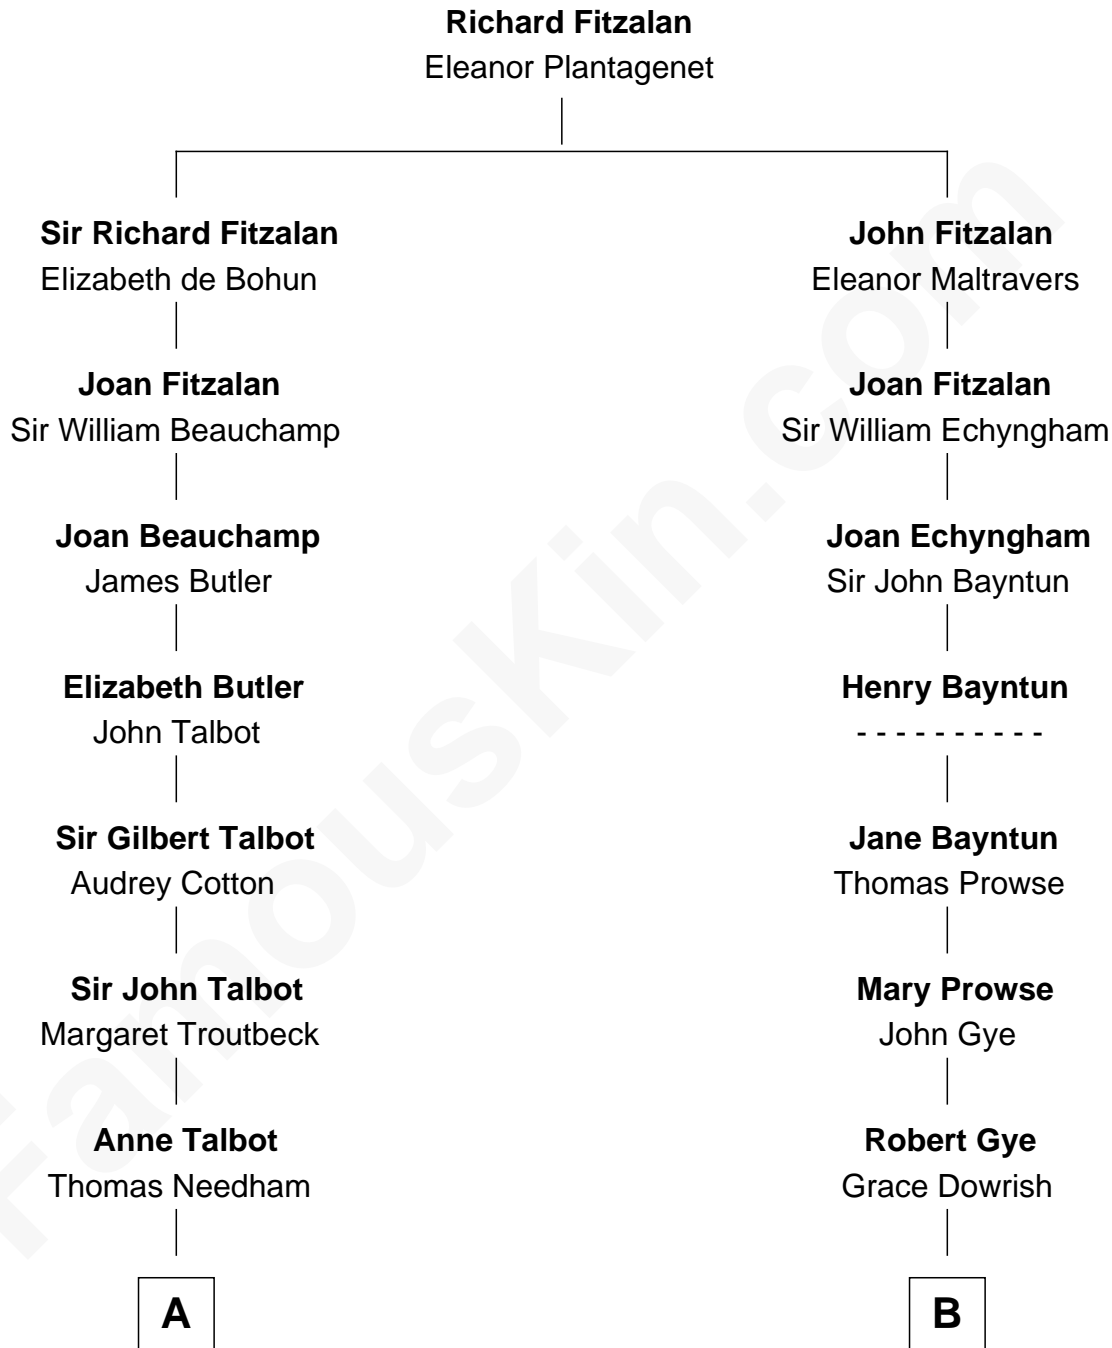 Richard Fitzalan
Eleanor Plantagenet
Sir Richard Fitzalan
Elizabeth de Bohun
John Fitzalan
Eleanor Maltravers
Joan Fitzalan
Sir William Beauchamp
Joan Fitzalan
Sir William Echyngham
Joan Beauchamp
James Butler
Joan Echyngham
Sir John Bayntun
Elizabeth Butler
John Talbot
Henry Bayntun
- - - - - - - - - -
Sir Gilbert Talbot
Audrey Cotton
Jane Bayntun
Thomas Prowse
Sir John Talbot
Margaret Troutbeck
Mary Prowse
John Gye
Anne Talbot
Thomas Needham
Robert Gye
Grace Dowrish
A
B
FamousKin.com